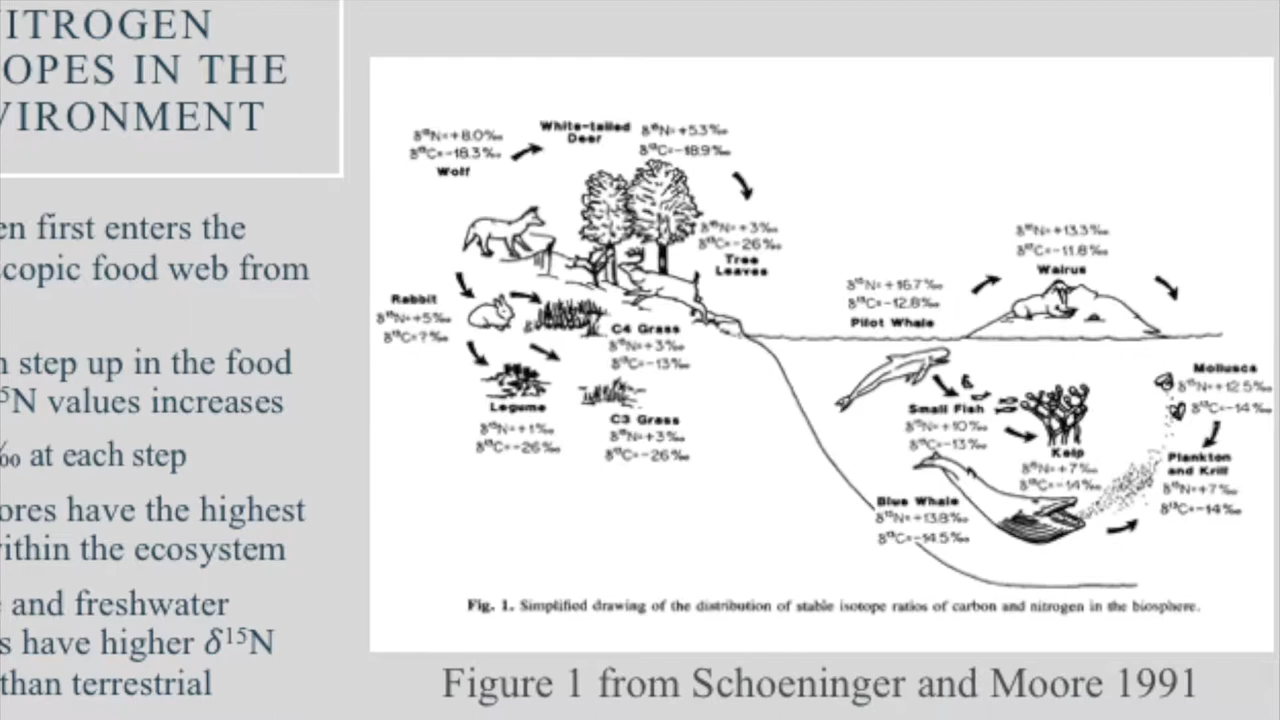 ITROGEN
OPES IN THE
VIRONMENT
en first enters the
scopic food web from
n step up in the food
⁵N values increases
‰ at each step
ores have the highest
within the ecosystem
e and freshwater
s have higher δ¹⁵N
than terrestrial
δ¹⁵N=+8.0‰
δ¹³C=-18.3‰
Wolf
White-tailed
Deer
δ¹⁵N=+5.3‰
δ¹³C=-18.9‰
δ¹⁵N=+3‰
δ¹³C=-26‰
Tree
Leaves
Rabbit
δ¹⁵N=+5‰
δ¹³C=?‰
C4 Grass
δ¹⁵N=+3‰
δ¹³C=-13‰
Legume
δ¹⁵N=+1‰
δ¹³C=-26‰
C3 Grass
δ¹⁵N=+3‰
δ¹³C=-26‰
δ¹⁵N=+16.7‰
δ¹³C=-12.8‰
Pilot Whale
δ¹⁵N=+13.3‰
δ¹³C=-11.8‰
Walrus
Small Fish
δ¹⁵N=+10‰
δ¹³C=-13‰
Kelp
δ¹⁵N=+7‰
δ¹³C=-14‰
Molluscs
δ¹⁵N=+12.5‰
δ¹³C=-14‰
Plankton
and Krill
δ¹⁵N=+7‰
δ¹³C=-14‰
Blue Whale
δ¹⁵N=+13.8‰
δ¹³C=-14.5‰
Fig. 1. Simplified drawing of the distribution of stable isotope ratios of carbon and nitrogen in the biosphere.
Figure 1 from Schoeninger and Moore 1991